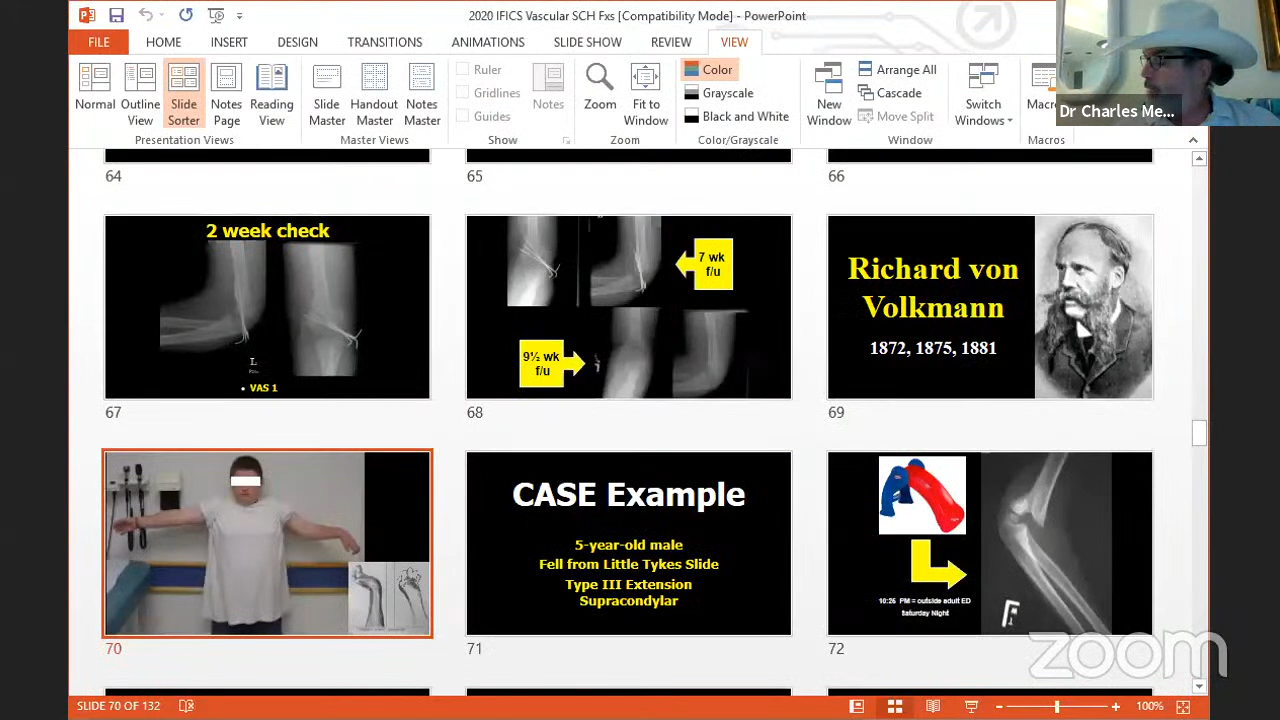 2020 IFICS Vascular SCH Fxs [Compatibility Mode] - PowerPoint
FILE
HOME
INSERT
DESIGN
TRANSITIONS
ANIMATIONS
SLIDE SHOW
REVIEW
VIEW
Normal
Outline View
Slide Sorter
Notes Page
Reading View
Presentation Views
Slide Master
Handout Master
Notes Master
Master Views
Ruler
Gridlines
Guides
Notes
Show
Zoom
Fit to Window
Zoom
Color
Grayscale
Black and White
Color/Grayscale
New Window
Arrange All
Cascade
Move Split
Window
Switch Windows
Macro
Macros
Dr Charles Me...
64
65
66
2 week check
L
• VAS 1
67
7 wk
f/u
9½ wk
f/u
68
Richard von
Volkmann
1872, 1875, 1881
69
70
CASE Example
5-year-old male
Fell from Little Tykes Slide
Type III Extension
Supracondylar
71
10:26 PM = outside adult ED
Saturday Night
72
zoom
SLIDE 70 OF 132
100%